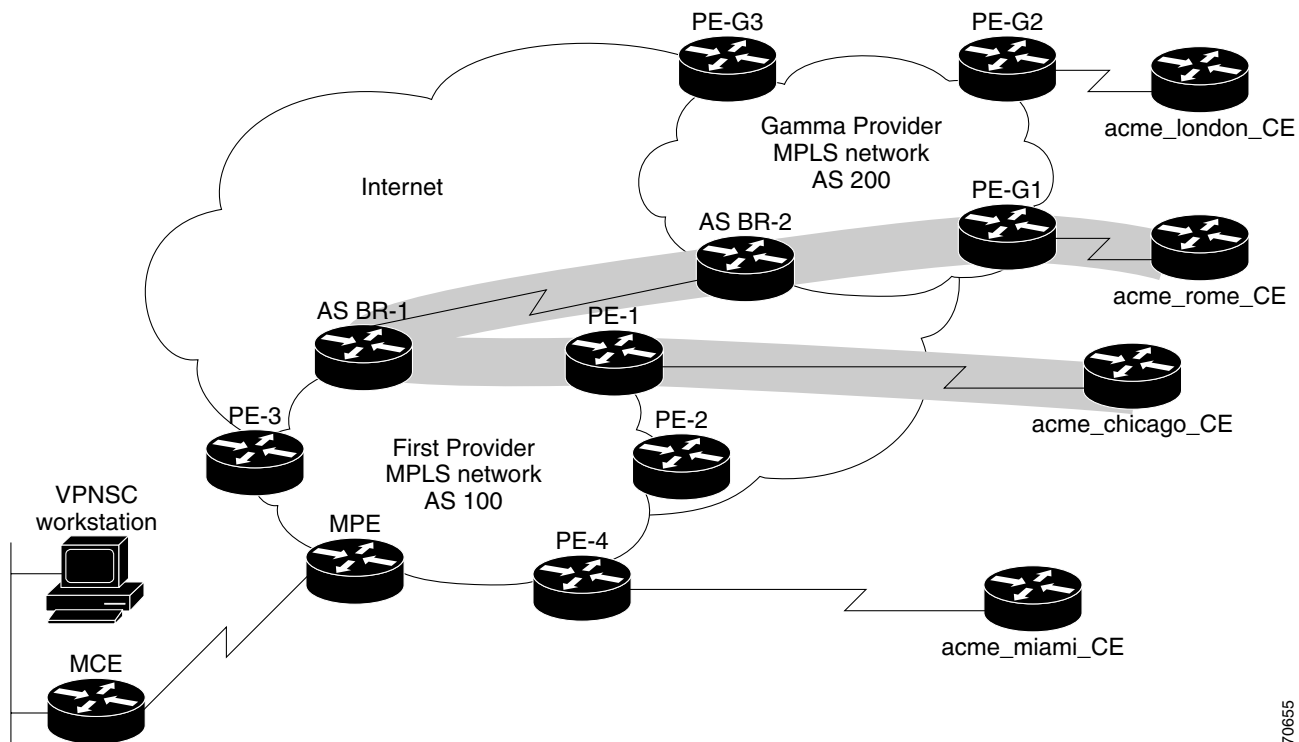 PE-G3
PE-G2
acme_london_CE
Gamma Provider
MPLS network
AS 200
Internet
PE-G1
AS BR-2
acme_rome_CE
AS BR-1
PE-1
acme_chicago_CE
PE-3
PE-2
First Provider
MPLS network
AS 100
VPNSC
workstation
MPE
PE-4
acme_miami_CE
MCE
70655